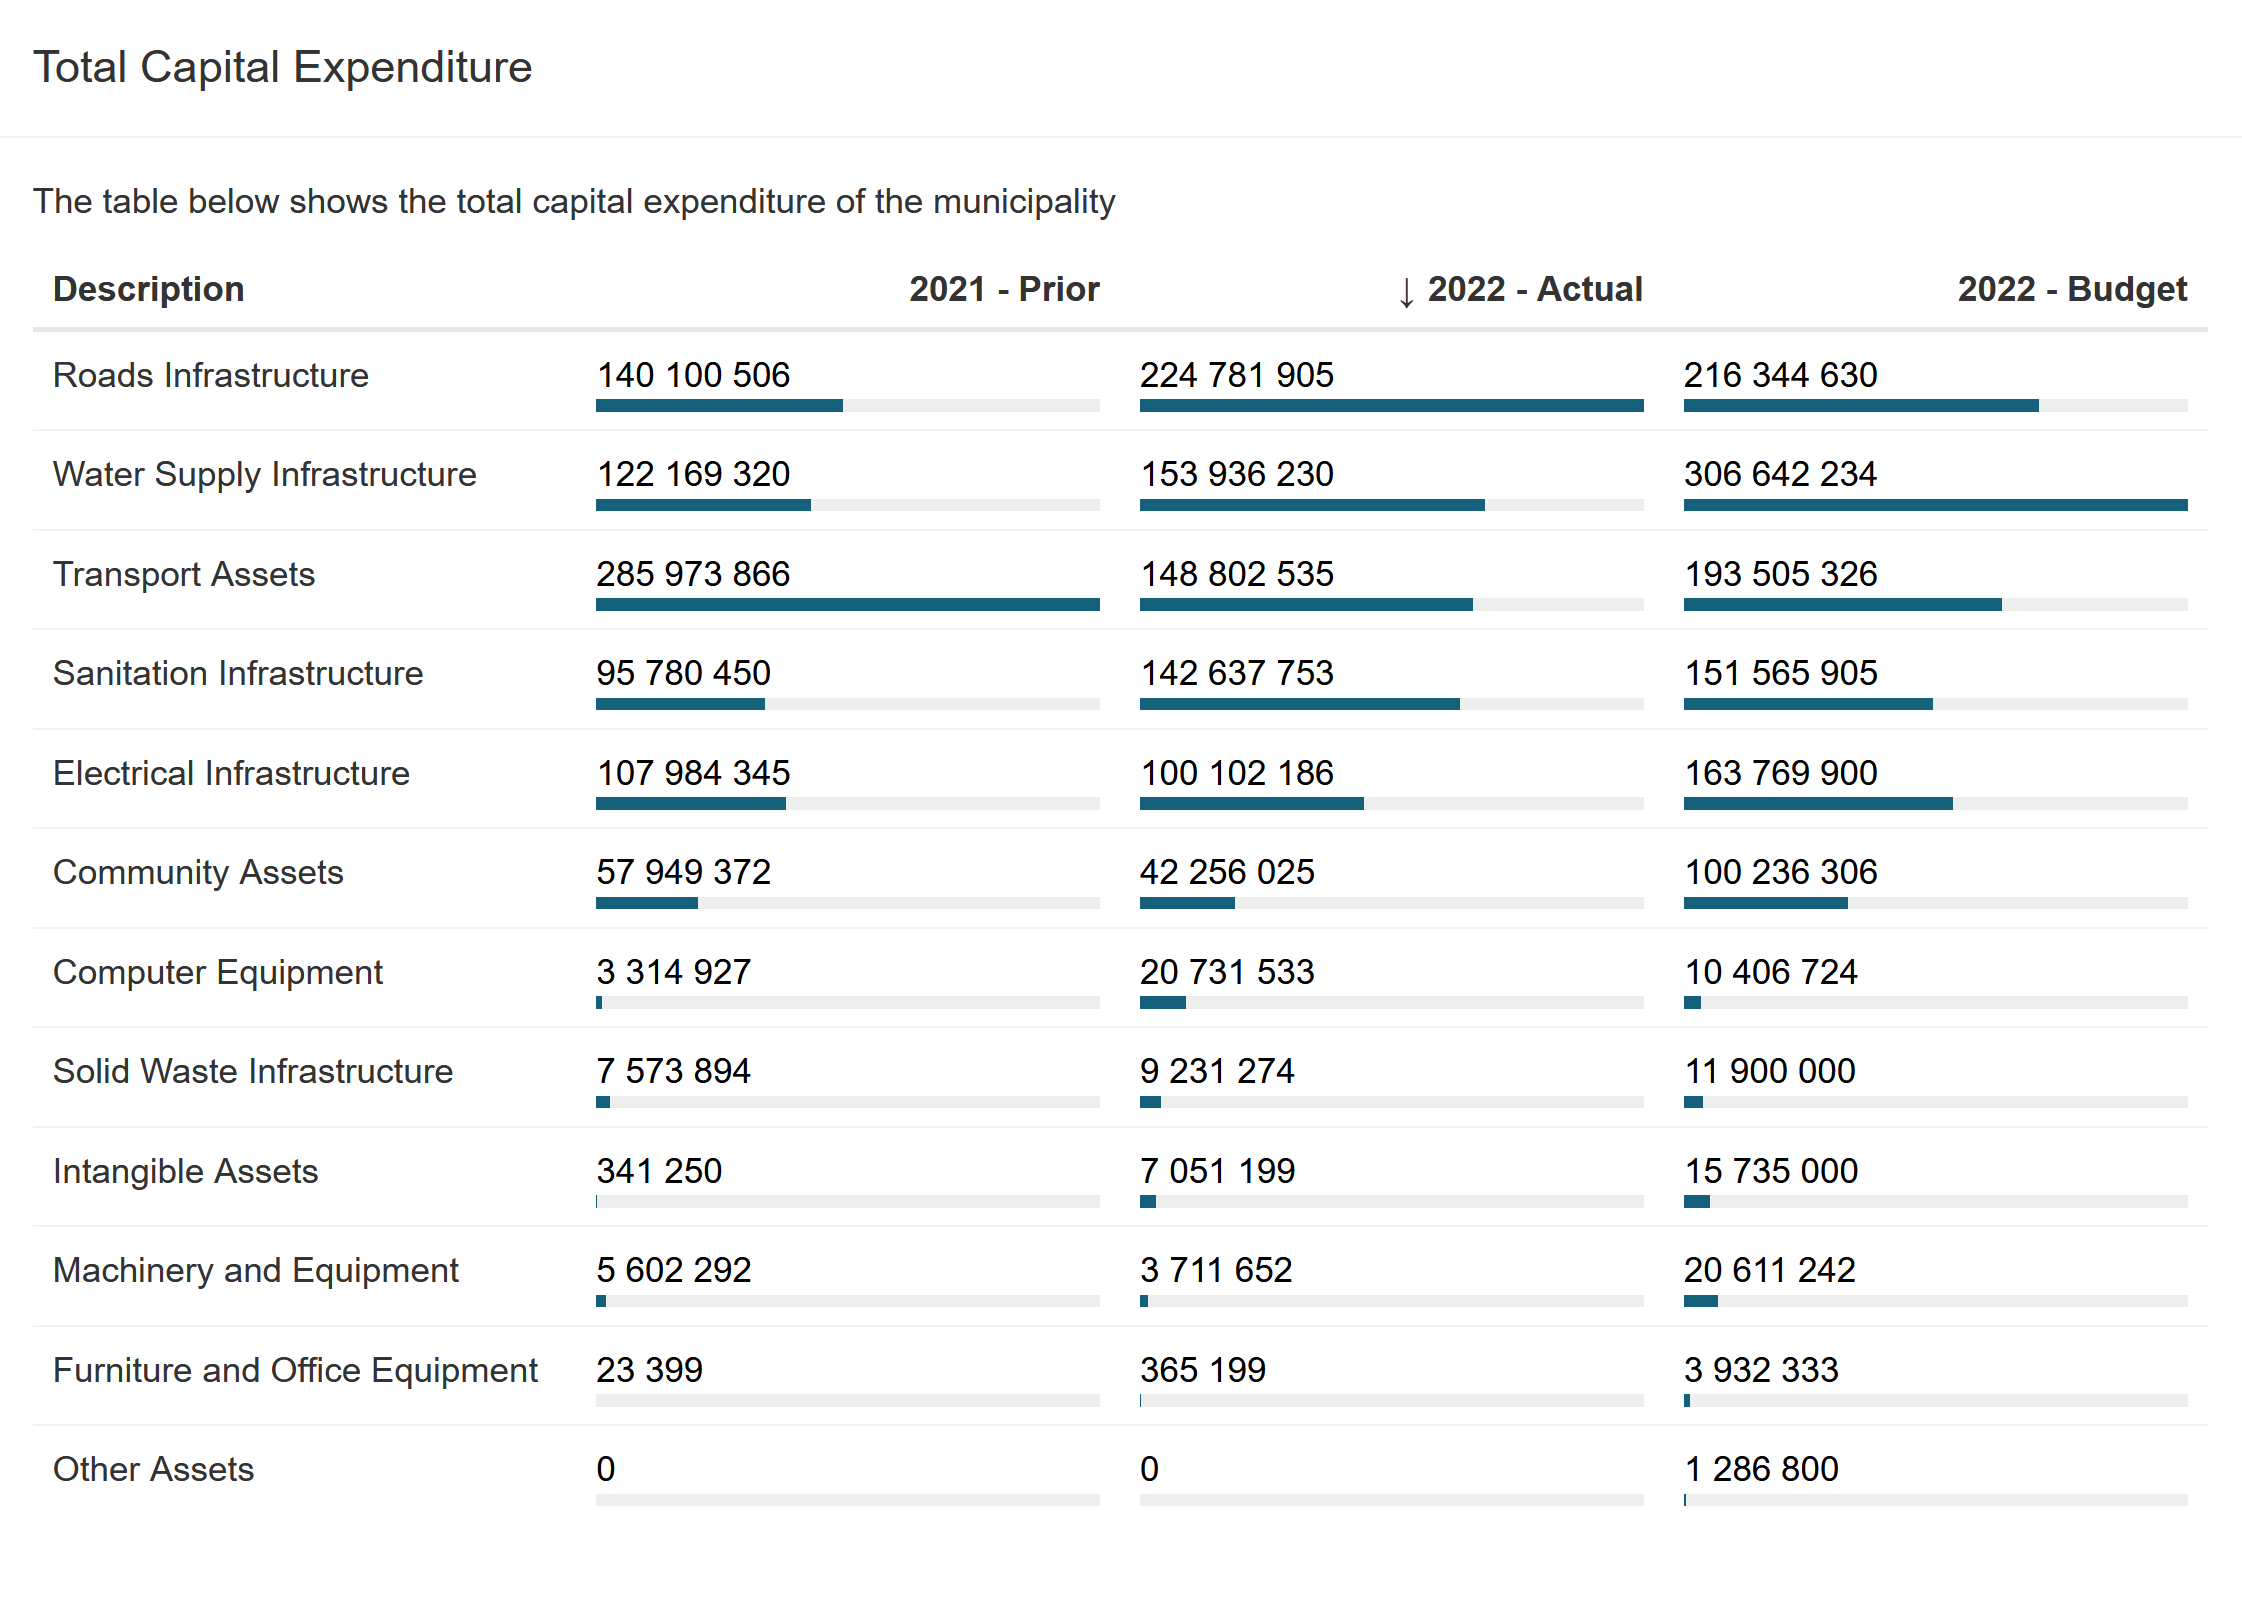 Total Capital Expenditure
The table below shows the total capital expenditure of the municipality
Description 2021 - Prior ↓ 2022 - Actual 2022 - Budget
Roads Infrastructure 140 100 506 224 781 905 216 344 630
Water Supply Infrastructure 122 169 320 153 936 230 306 642 234
Transport Assets 285 973 866 148 802 535 193 505 326
Sanitation Infrastructure 95 780 450 142 637 753 151 565 905
Electrical Infrastructure 107 984 345 100 102 186 163 769 900
Community Assets 57 949 372 42 256 025 100 236 306
Computer Equipment 3 314 927 20 731 533 10 406 724
Solid Waste Infrastructure 7 573 894 9 231 274 11 900 000
Intangible Assets 341 250 7 051 199 15 735 000
Machinery and Equipment 5 602 292 3 711 652 20 611 242
Furniture and Office Equipment 23 399 365 199 3 932 333
Other Assets 0 0 1 286 800